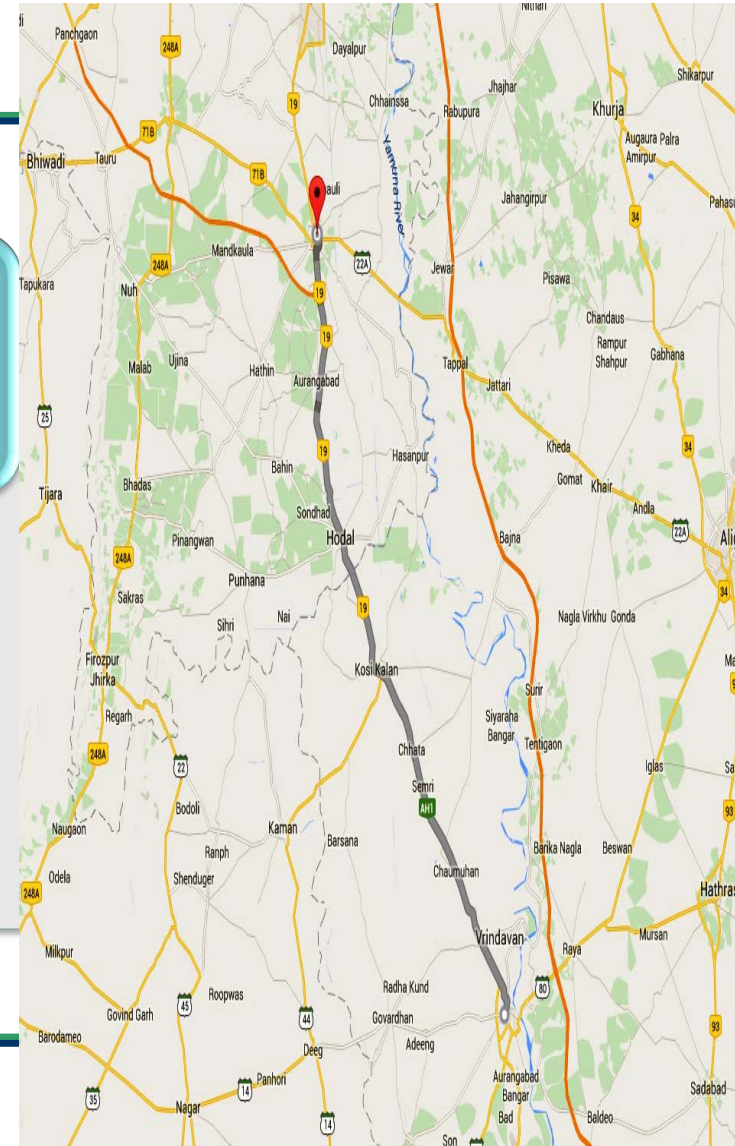 Nithari
Panchgaon
248A
Dayalpur
Shikarpur
19
Chhainssa
Jhajhar
Rabupura
Khurja
71B
Augaura
Palra
Amirpur
Bhiwadi
Tauru
71B
Yamuna River
Jahangirpur
34
Mandkaula
22A
248A
Jewar
Pisawa
Tapukara
Nuh
19
Chandaus
19
Rampur
Shahpur
Gabhana
Malab
Ujina
Hathin
Tappal
Aurangabad
Jattari
25
34
19
Kheda
Hasanpur
Bahin
Gomat
Khair
Tijara
Bhadas
Sondhad
Andla
22A
Pinangwan
Hodal
Bajna
248A
Punhana
34
Sakras
19
Sihri
Nai
Nagla Virkhu
Gonda
Firozpur
Jhirka
Kosi Kalan
Surir
Regarh
Siyaraha
Bangar
Chhata
Tentigaon
248A
22
Iglas
Semri
AH1
Bodoli
93
Naugaon
Kaman
Barsana
Barika Nagla
Beswan
Ranph
Odela
Shenduger
Chaumuhan
248A
Vrindavan
Mursan
Milkpur
Raya
Radha Kund
80
Roopwas
45
Govind Garh
44
Govardhan
93
Barodameo
Adeeng
Deeg
Panhori
Aurangabad
Bangar
Sadabad
35
14
Nagar
Bad
Baldeo
14
Son